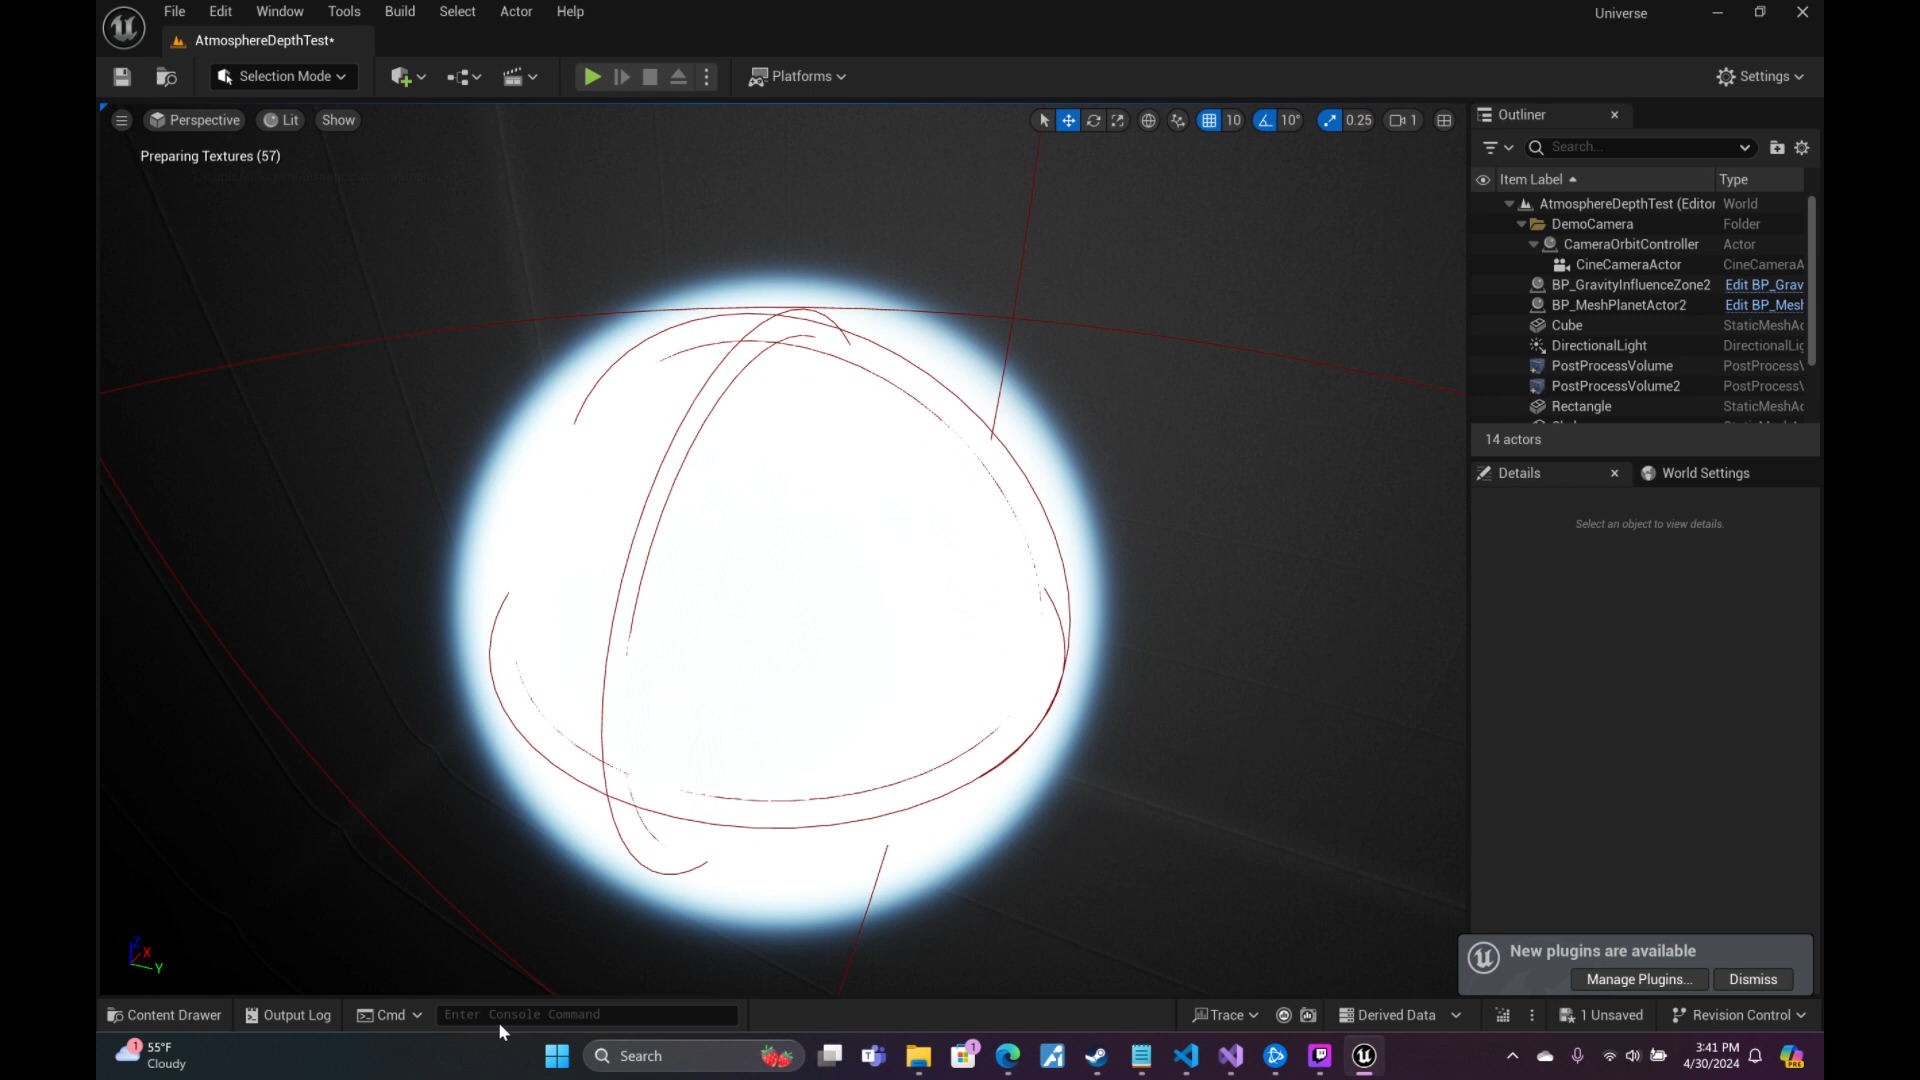 File Edit Window Tools Build Select Actor Help
Universe
AtmosphereDepthTest*
Selection Mode
Platforms
Settings
Perspective Lit Show
10 10° 0.25 1
Preparing Textures (57)
Outliner
Search...
Item Label Type
AtmosphereDepthTest (Editor World
DemoCamera Folder
CameraOrbitController Actor
CineCameraActor CineCameraA
BP_GravityInfluenceZone2 Edit BP_Grav
BP_MeshPlanetActor2 Edit BP_Mesh
Cube StaticMeshAc
DirectionalLight DirectionalLig
PostProcessVolume PostProcessV
PostProcessVolume2 PostProcessV
Rectangle StaticMeshAc
14 actors
Details World Settings
Select an object to view details.
Z X
Y
New plugins are available
Manage Plugins... Dismiss
Content Drawer Output Log Cmd Enter Console Command Trace Derived Data 1 Unsaved Revision Control
1 55°F
Cloudy
Search
1
3:41 PM
4/30/2024
PRE